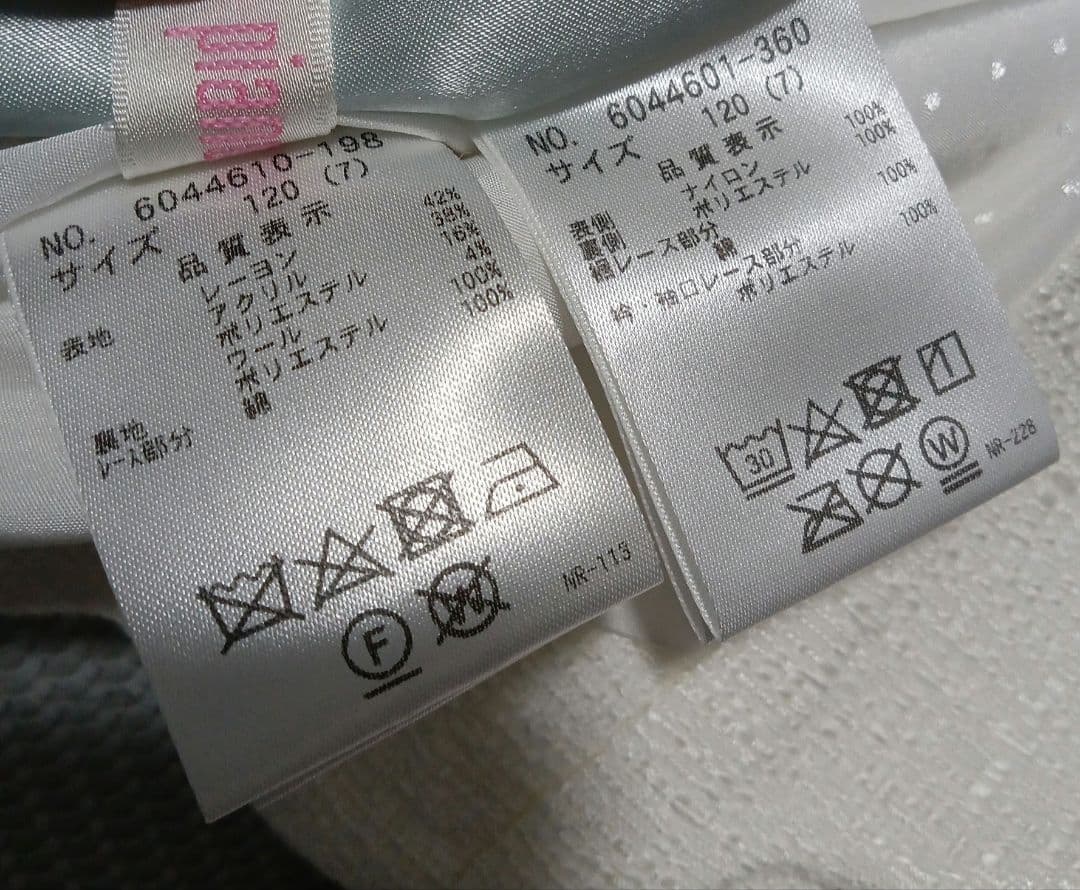 pian
NO. 6044610-198
サイズ 120 (7)
品質表示
表地 レーヨン 42%
アクリル 38%
ポリエステル 16%
ウール 4%
裏地 ポリエステル 100%
レース部分 綿 100%
F
W
NR-115
NO. 6044601-360
サイズ 120 (7)
品質表示
表側 ナイロン 100%
裏側 ポリエステル 100%
細レース部分
綿 100%
衿・袖口レース部分
ポリエステル 100%
30
W
NR-228